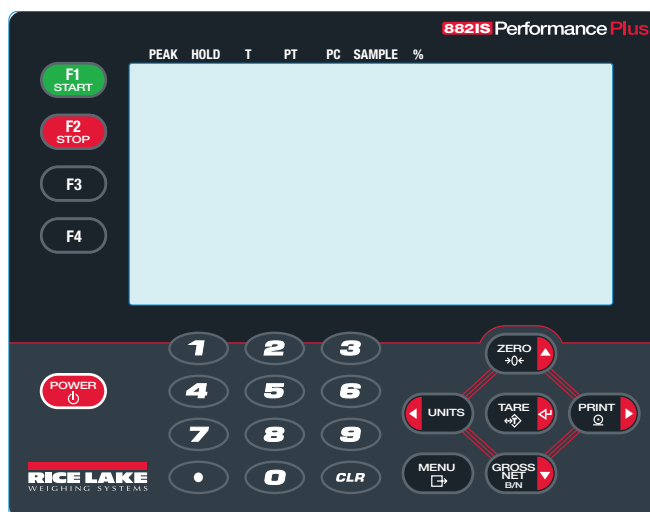 882IS Performance Plus
PEAK HOLD T PT PC SAMPLE %
F1
START
F2
STOP
F3
F4
1 2 3
ZERO
→0←
POWER
4 5 6
UNITS
TARE
PRINT
7 8 9
RICE LAKE
WEIGHING SYSTEMS
. 0 CLR
MENU
GROSS
NET
B/N